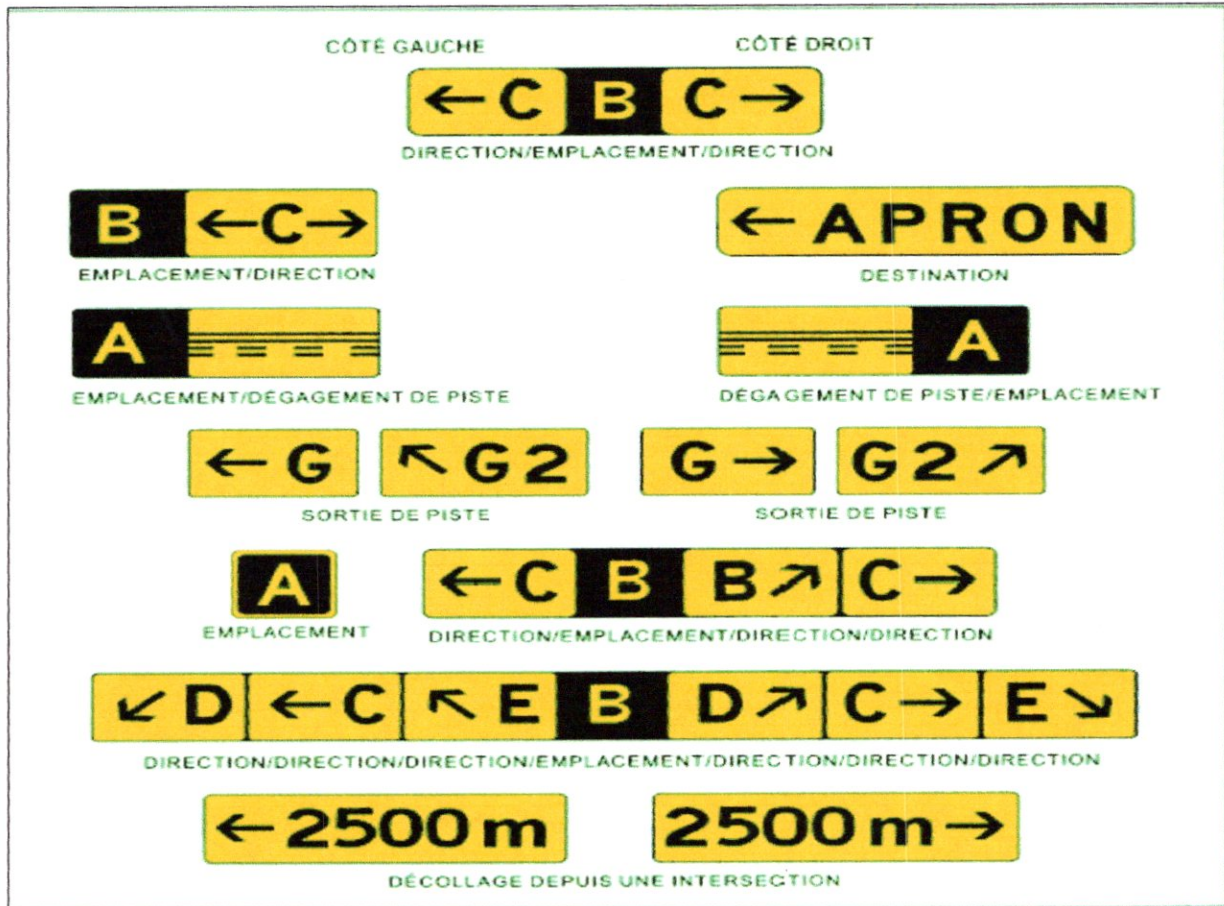 CÔTÉ GAUCHE CÔTÉ DROIT
← C B C →
DIRECTION/EMPLACEMENT/DIRECTION
B ← C → ← APRON
EMPLACEMENT/DIRECTION DESTINATION
A A
EMPLACEMENT/DÉGAGEMENT DE PISTE DÉGAGEMENT DE PISTE/EMPLACEMENT
← G ↖ G2 G → G2 ↗
SORTIE DE PISTE SORTIE DE PISTE
A ← C B B ↗ C →
EMPLACEMENT DIRECTION/EMPLACEMENT/DIRECTION/DIRECTION
↙ D ← C ↖ E B D ↗ C → E ↘
DIRECTION/DIRECTION/DIRECTION/EMPLACEMENT/DIRECTION/DIRECTION/DIRECTION
← 2500 m 2500 m →
DÉCOLLAGE DEPUIS UNE INTERSECTION